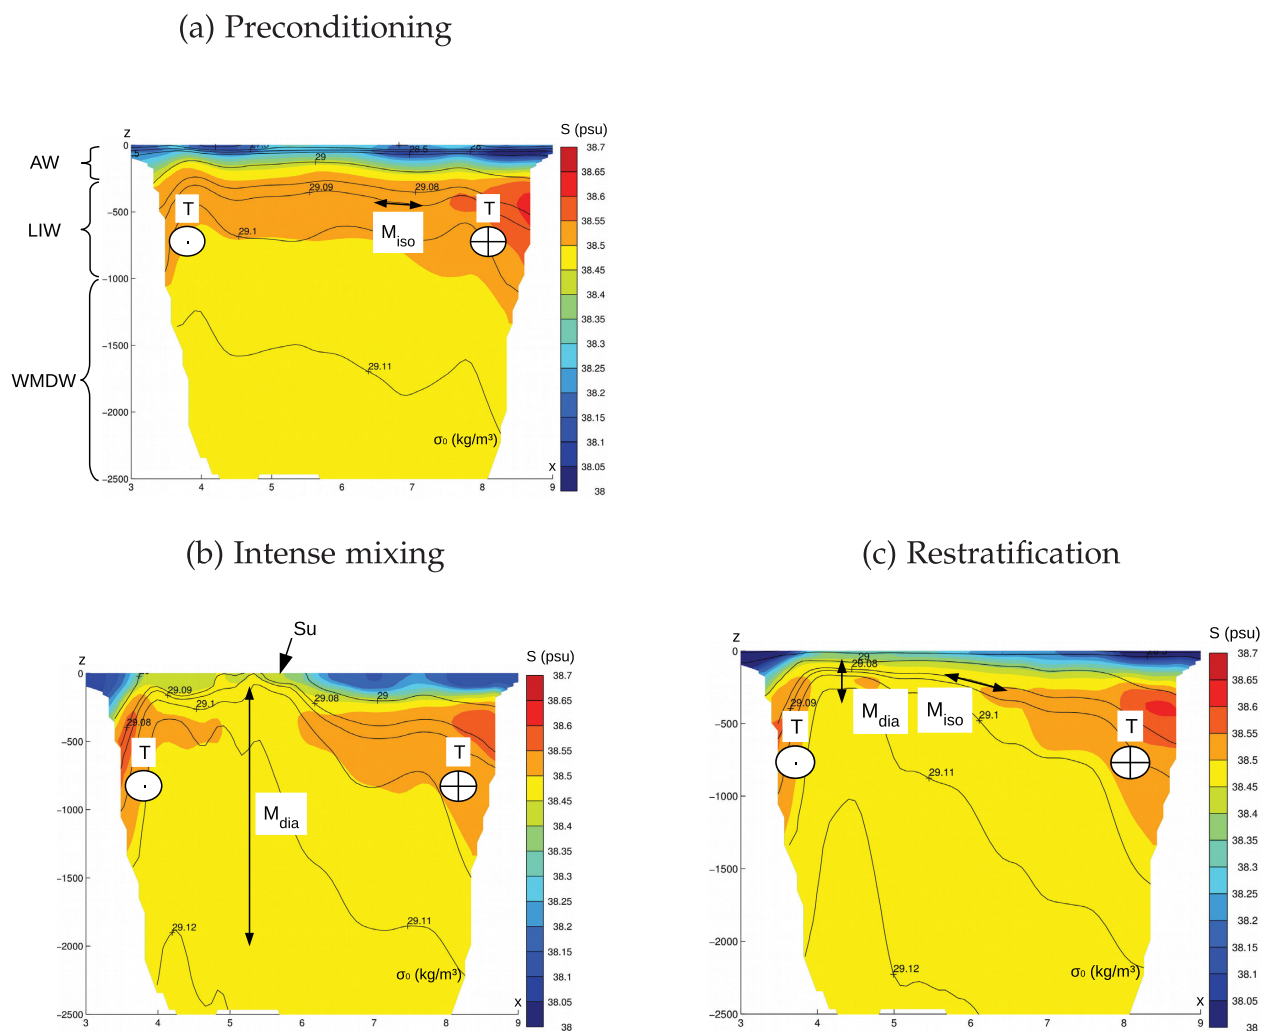 (a) Preconditioning
z
S (psu)
AW
LIW
WMDW
0
−500
−1000
−1500
−2000
−2500
28.5
29
29.09
29.08
29.1
29.11
T
T
M iso
σ₀ (kg/m³)
x
3 4 5 6 7 8 9
38.7
38.65
38.6
38.55
38.5
38.45
38.4
38.35
38.3
38.25
38.2
38.15
38.1
38.05
38
(b) Intense mixing
Su
z
S (psu)
0
−500
−1000
−1500
−2000
−2500
29.09
29.1
29.08
29
29.08
29.11
29.12
T
T
M dia
σ₀ (kg/m³)
x
3 4 5 6 7 8 9
38.7
38.65
38.6
38.55
38.5
38.45
38.4
38.35
38.3
38.25
38.2
38.15
38.1
38.05
38
(c) Restratification
z
S (psu)
0
−500
−1000
−1500
−2000
−2500
29
29.08
29.09
29.1
29.11
29.12
T
T
M dia
M iso
σ₀ (kg/m³)
x
3 4 5 6 7 8 9
38.7
38.65
38.6
38.55
38.5
38.45
38.4
38.35
38.3
38.25
38.2
38.15
38.1
38.05
38